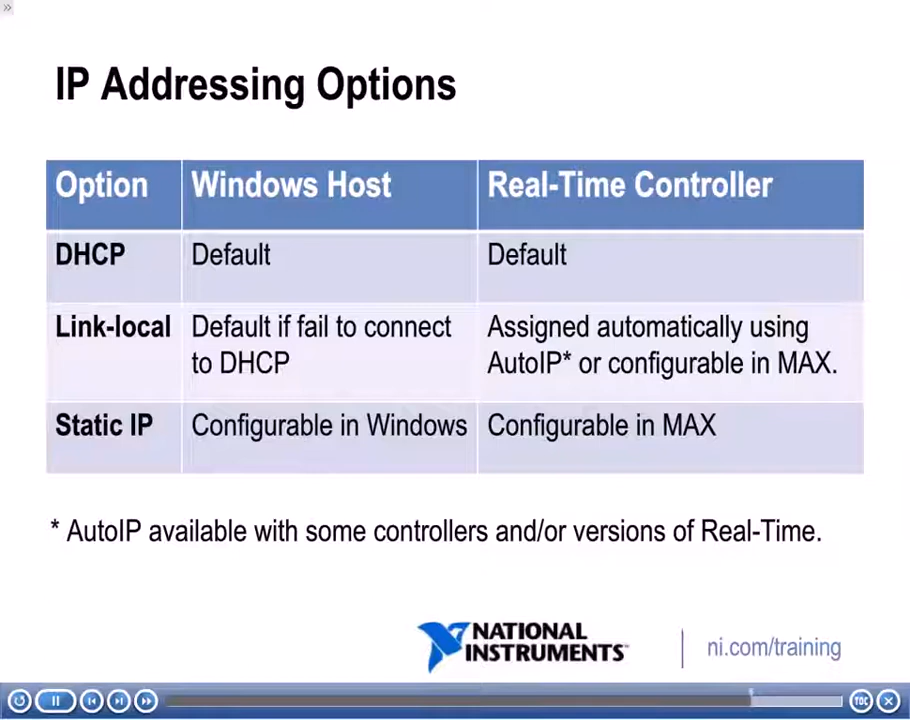 »
IP Addressing Options
Option Windows Host Real-Time Controller
DHCP Default Default
Link-local Default if fail to connect Assigned automatically using
to DHCP AutoIP* or configurable in MAX.
Static IP Configurable in Windows Configurable in MAX
* AutoIP available with some controllers and/or versions of Real-Time.
NATIONAL
INSTRUMENTS™ ni.com/training
TOC